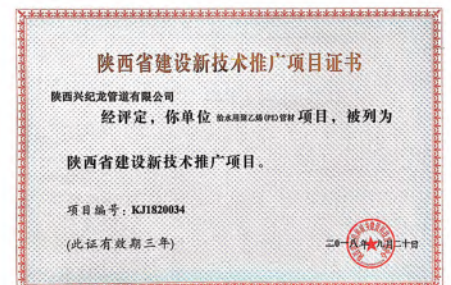 陕西省建设新技术推广项目证书
陕西兴纪龙管道有限公司
经评定，你单位 给水用聚乙烯(PE)管材 项目，被列为
陕西省建设新技术推广项目。
项目编号：KJ1820034
(此证有效期三年)
二0一八年九月二十日